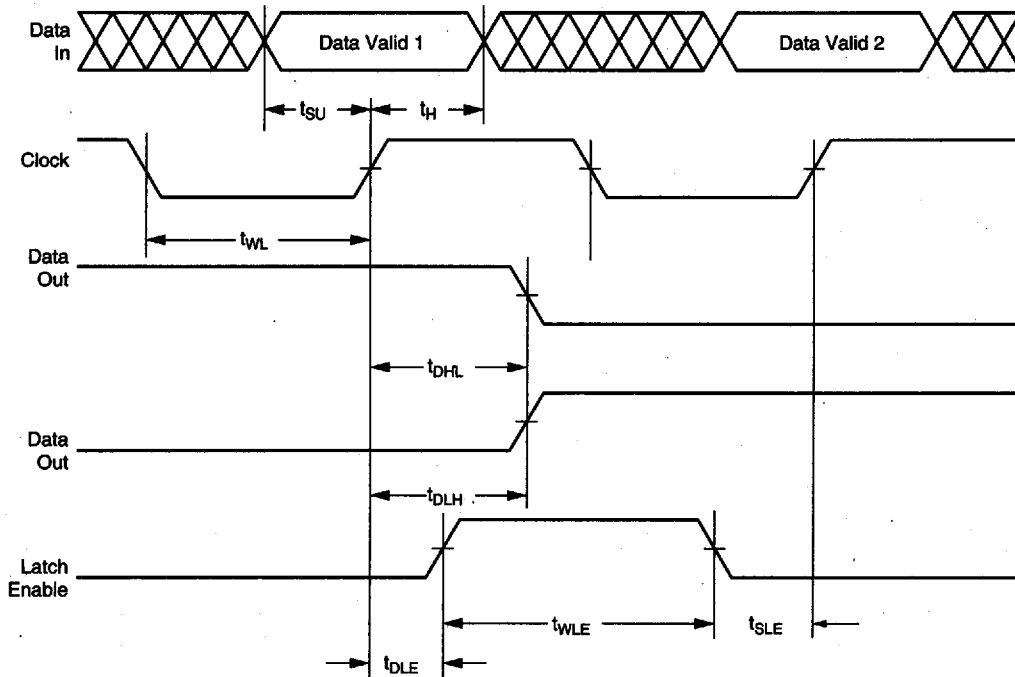 Data
In
Data Valid 1
Data Valid 2
tSU
tH
Clock
tWL
Data
Out
tDHL
Data
Out
tDLH
Latch
Enable
tWLE
tSLE
tDLE